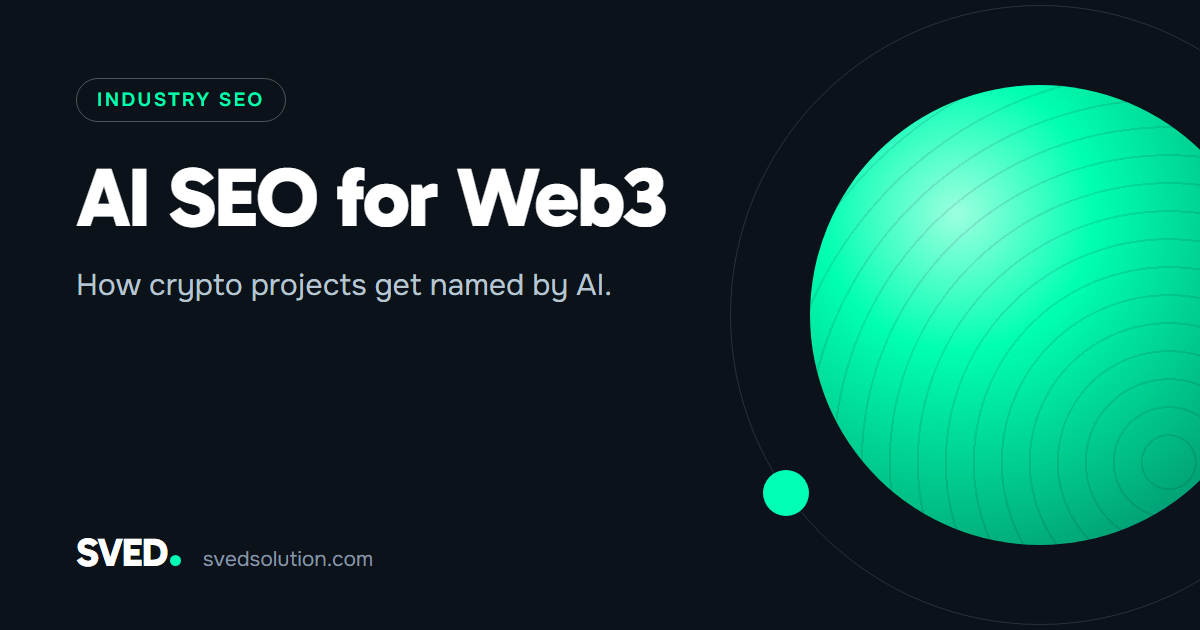 INDUSTRY SEO
AI SEO for Web3
How crypto projects get named by AI.
SVED.
svedsolution.com